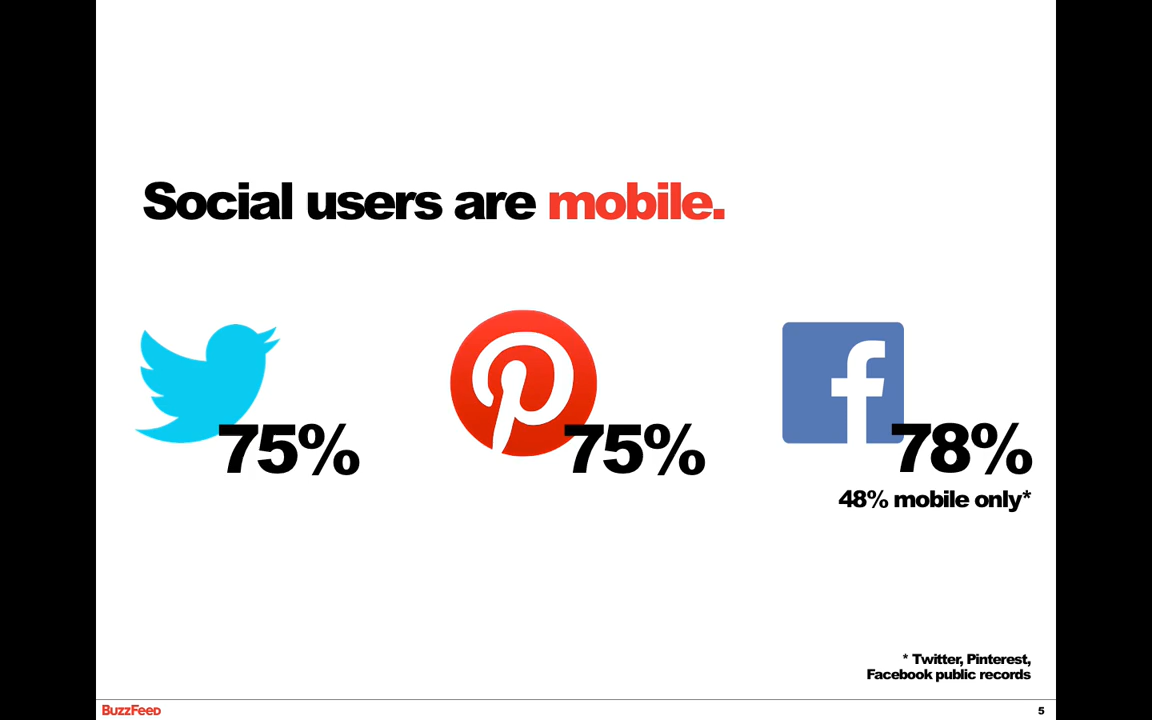 Social users are mobile.
75%
75%
78%
48% mobile only*
* Twitter, Pinterest,
Facebook public records
BuzzFeed
5